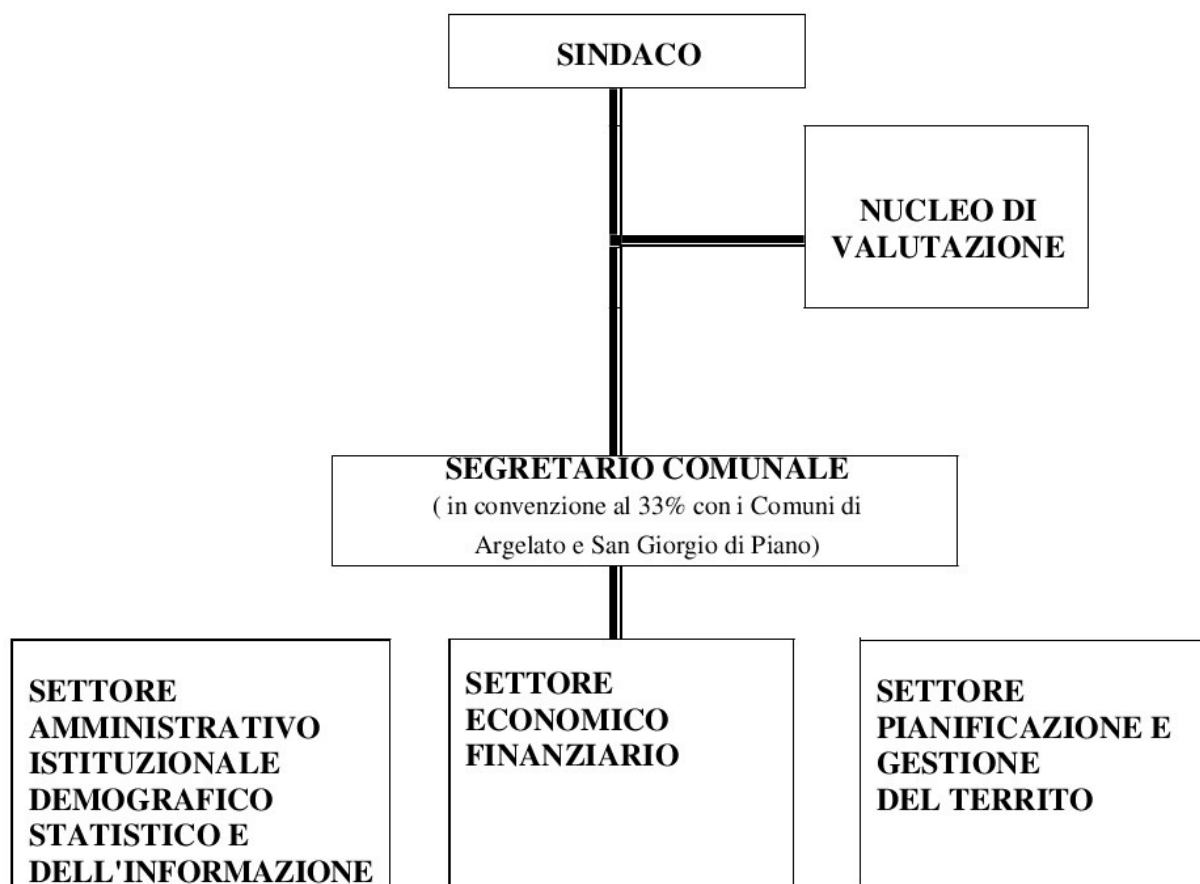 SINDACO
NUCLEO DI
VALUTAZIONE
SEGRETARIO COMUNALE
( in convenzione al 33% con i Comuni di
Argelato e San Giorgio di Piano)
SETTORE
AMMINISTRATIVO
ISTITUZIONALE
DEMOGRAFICO
STATISTICO E
DELL'INFORMAZIONE
SETTORE
ECONOMICO
FINANZIARIO
SETTORE
PIANIFICAZIONE E
GESTIONE
DEL TERRITO